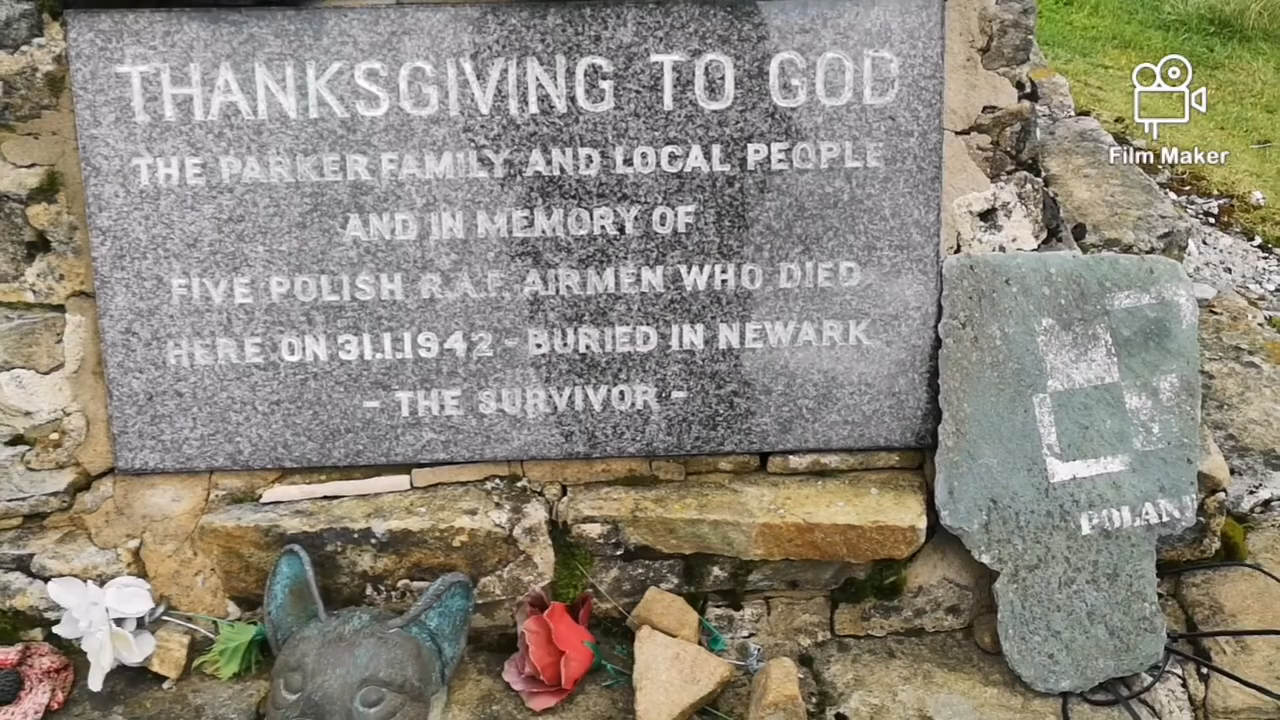 THANKSGIVING TO GOD
THE PARKER FAMILY AND LOCAL PEOPLE
AND IN MEMORY OF
FIVE POLISH R.A.F. AIRMEN WHO DIED
HERE ON 31.1.1942 - BURIED IN NEWARK
- THE SURVIVOR -
POLAND
Film Maker